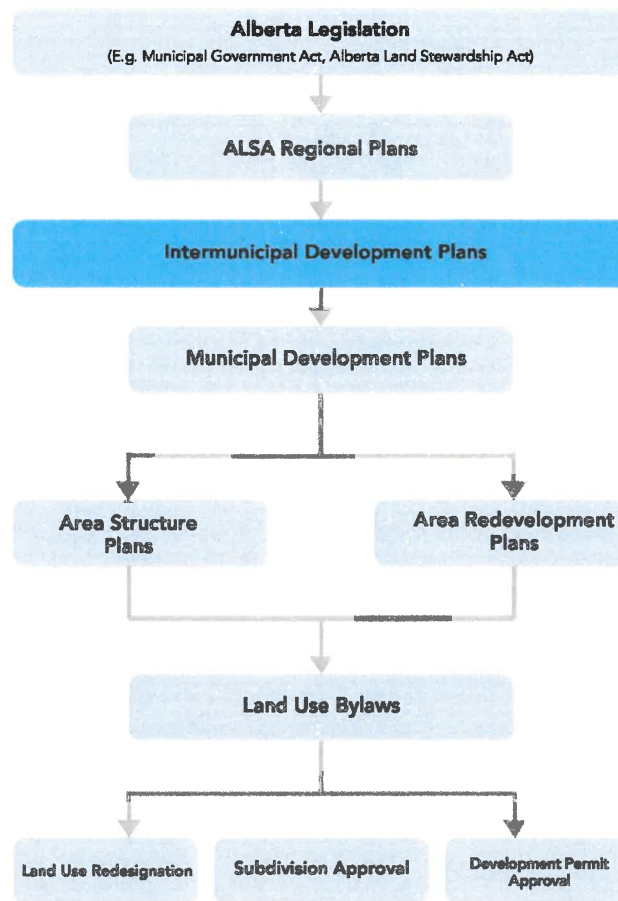 Alberta Legislation
(E.g. Municipal Government Act, Alberta Land Stewardship Act)
ALSA Regional Plans
Intermunicipal Development Plans
Municipal Development Plans
Area Structure
Plans
Area Redevelopment
Plans
Land Use Bylaws
Land Use Redesignation
Subdivision Approval
Development Permit
Approval